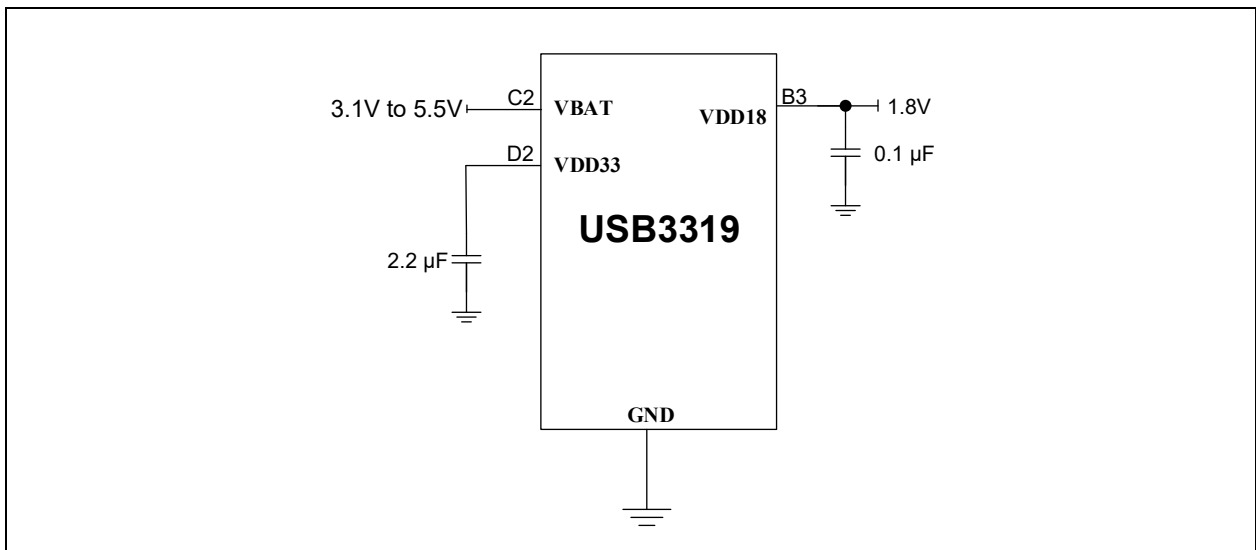 3.1V to 5.5V
C2
VBAT
D2
VDD33
2.2 µF
USB3319
VDD18
B3
1.8V
0.1 µF
GND